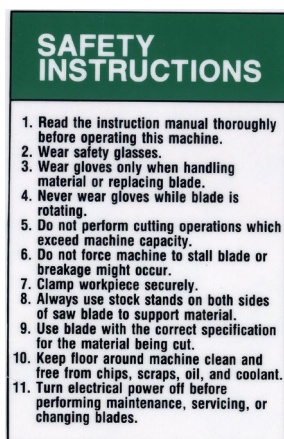 SAFETY
INSTRUCTIONS
1. Read the instruction manual thoroughly
before operating this machine.
2. Wear safety glasses.
3. Wear gloves only when handling
material or replacing blade.
4. Never wear gloves while blade is
rotating.
5. Do not perform cutting operations which
exceed machine capacity.
6. Do not force machine to stall blade or
breakage might occur.
7. Clamp workpiece securely.
8. Always use stock stands on both sides
of saw blade to support material.
9. Use blade with the correct specification
for the material being cut.
10. Keep floor around machine clean and
free from chips, scraps, oil, and coolant.
11. Turn electrical power off before
performing maintenance, servicing, or
changing blades.